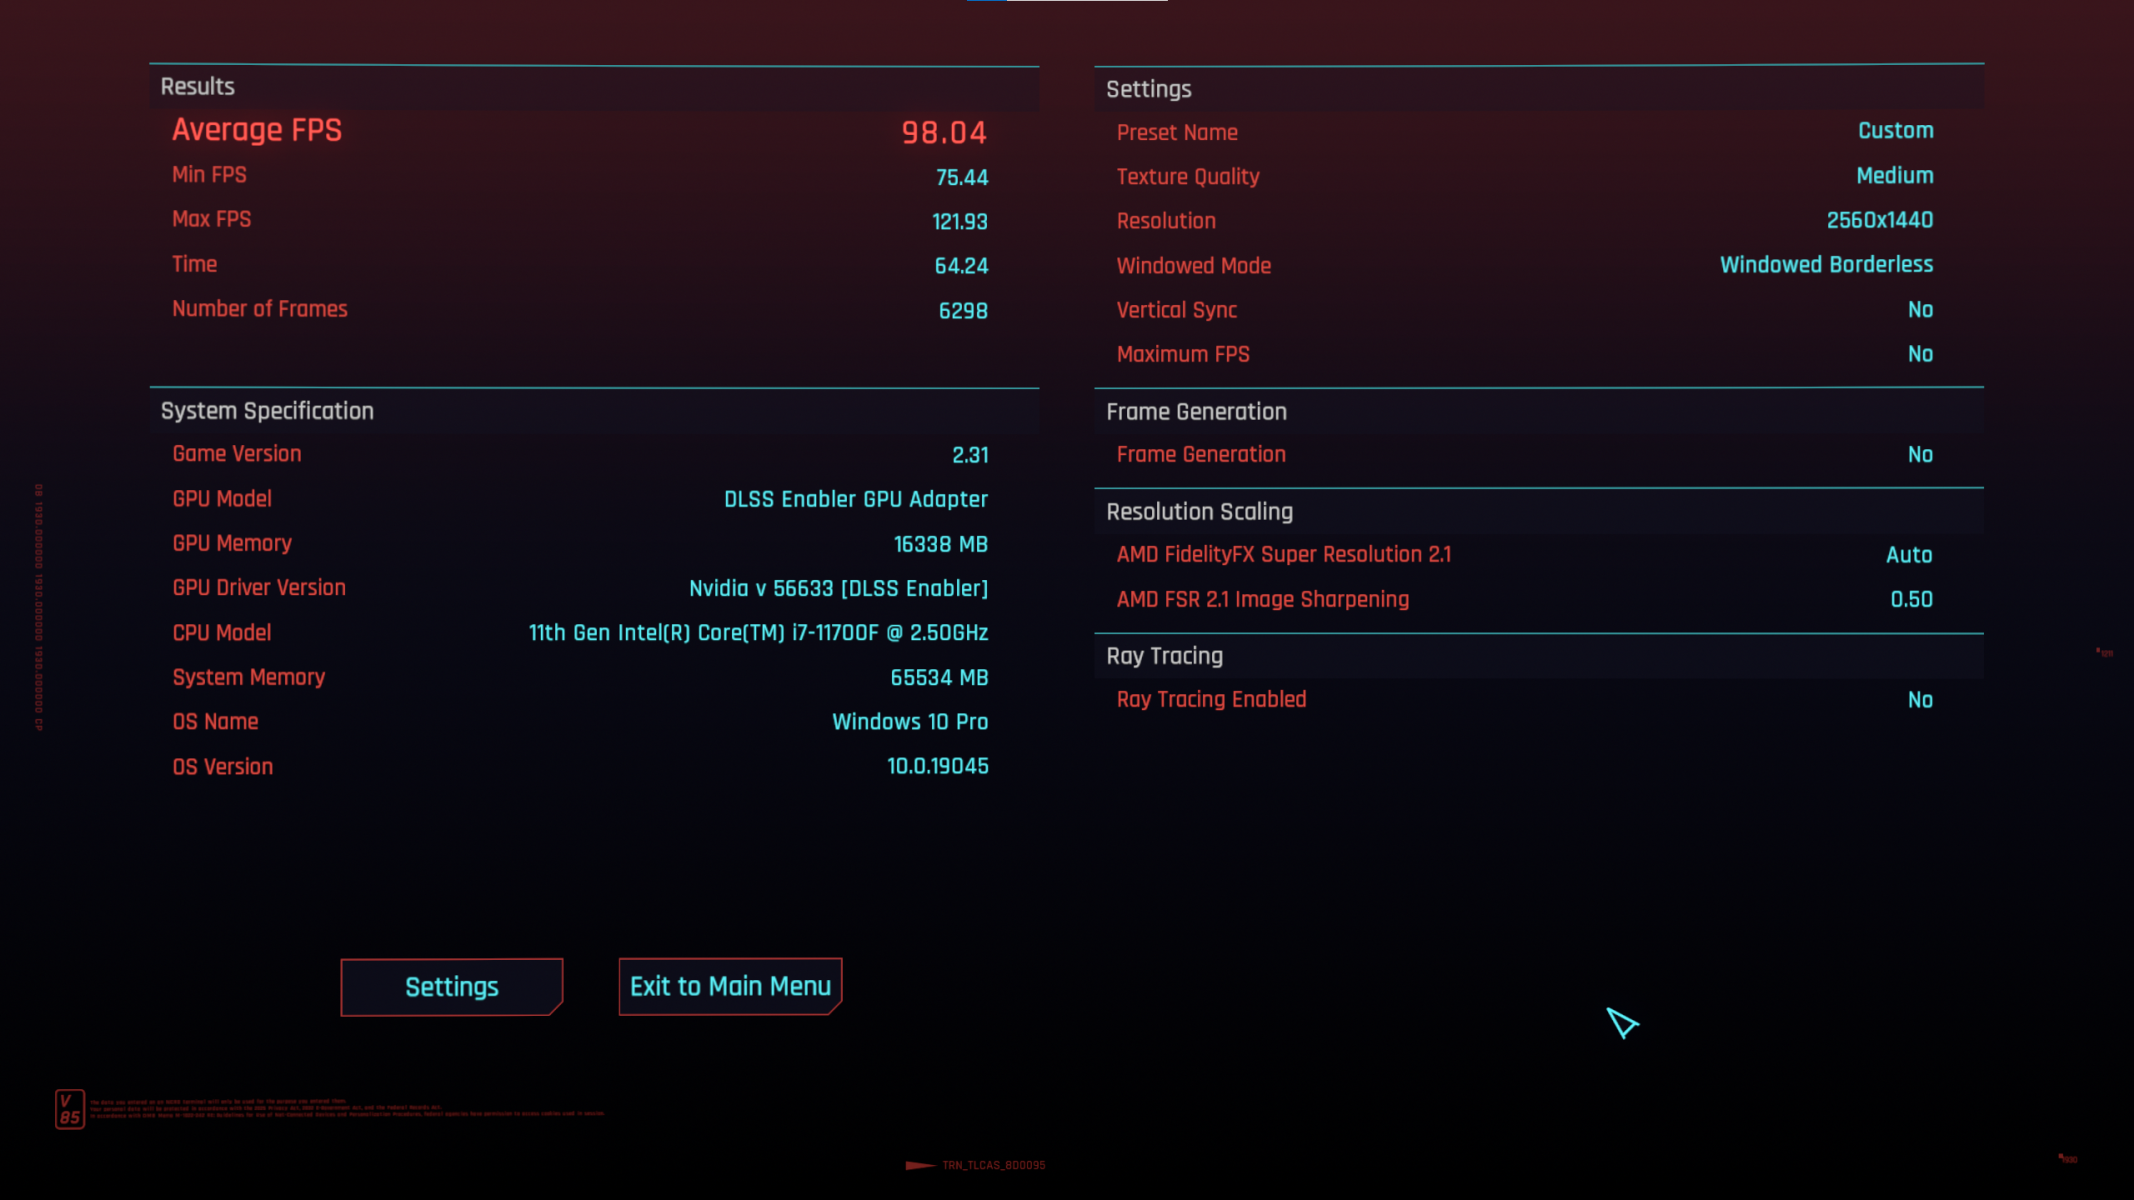 Results
Average FPS 98.04
Min FPS 75.44
Max FPS 121.93
Time 64.24
Number of Frames 6298
System Specification
Game Version 2.31
GPU Model DLSS Enabler GPU Adapter
GPU Memory 16338 MB
GPU Driver Version Nvidia v 56633 [DLSS Enabler]
CPU Model 11th Gen Intel(R) Core(TM) i7-11700F @ 2.50GHz
System Memory 65534 MB
OS Name Windows 10 Pro
OS Version 10.0.19045
Settings
Preset Name Custom
Texture Quality Medium
Resolution 2560x1440
Windowed Mode Windowed Borderless
Vertical Sync No
Maximum FPS No
Frame Generation
Frame Generation No
Resolution Scaling
AMD FidelityFX Super Resolution 2.1 Auto
AMD FSR 2.1 Image Sharpening 0.50
Ray Tracing
Ray Tracing Enabled No
Settings
Exit to Main Menu
V
85
TRN_TLCAS_800095